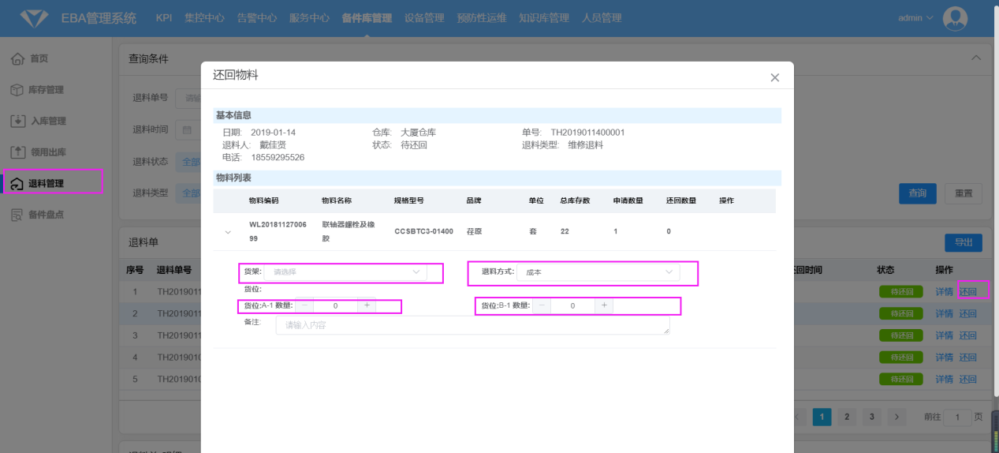 EBA管理系统 KPI 集控中心 告警中心 服务中心 备件库管理 设备管理 预防性运维 知识库管理 人员管理 admin
首页
库存管理
入库管理
领用出库
退料管理
备件盘点
查询条件
退料单号 请输
退料时间
退料状态 全部
退料类型 全部
查询 重置
退料单 导出
序号 退料单号 还回时间 状态 操作
1 TH2019011 待还回 详情 还回
2 TH2019011 待还回 详情 还回
3 TH2019011 待还回 详情 还回
4 TH2019010 待还回 详情 还回
5 TH2019010 待还回 详情 还回
1 2 3 前往 1 页
还回物料
基本信息
日期: 2019-01-14 仓库: 大厦仓库 单号: TH2019011400001
退料人: 戴佳贤 状态: 待还回 退料类型: 维修退料
电话: 18559295526
物料列表
物料编码 物料名称 规格型号 品牌 单位 总库存数 申请数量 还回数量 操作
WL20181127006
99 联轴器螺栓及橡
胶 CCSBTC3-01400 荏原 套 22 1 0
货架: 请选择 退料方式: 成本
货位:
货位:A-1 数量: － 0 + 货位:B-1 数量: － 0 +
备注: 请输入内容